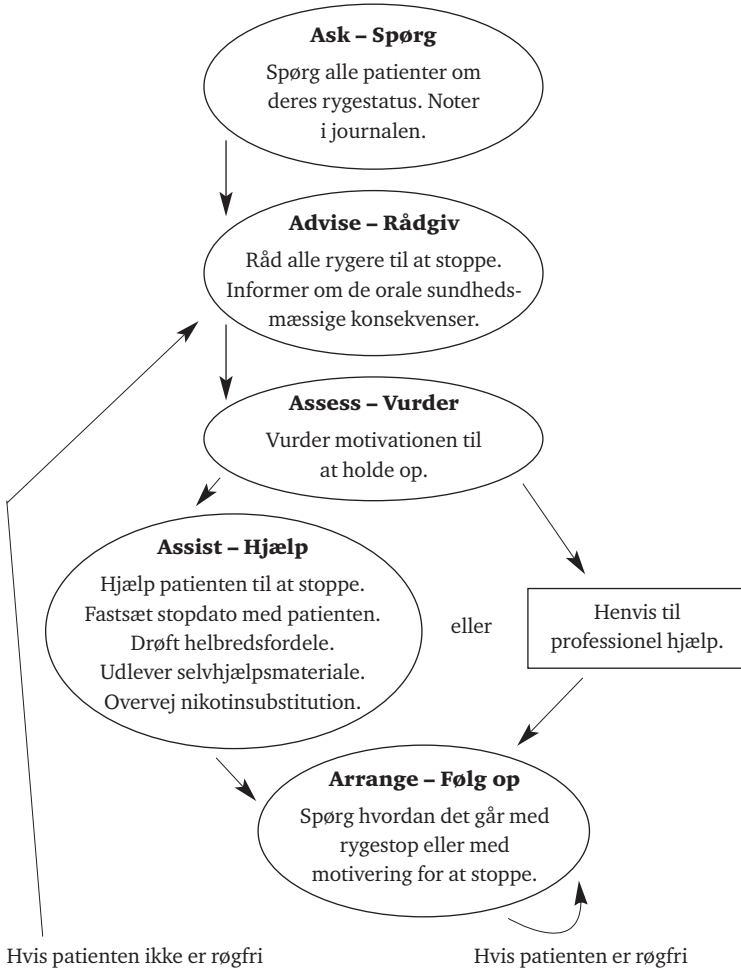 Ask – Spørg
Spørg alle patienter om
deres rygestatus. Noter
i journalen.
Advise – Rådgiv
Råd alle rygere til at stoppe.
Informer om de orale sundheds-
mæssige konsekvenser.
Assess – Vurder
Vurder motivationen til
at holde op.
Assist – Hjælp
Hjælp patienten til at stoppe.
Fastsæt stopdato med patienten.
Drøft helbredsfordele.
Udlever selvhjælpsmateriale.
Overvej nikotinsubstitution.
eller
Henvis til
professionel hjælp.
Arrange – Følg op
Spørg hvordan det går med
rygestop eller med
motivering for at stoppe.
Hvis patienten ikke er røgfri
Hvis patienten er røgfri